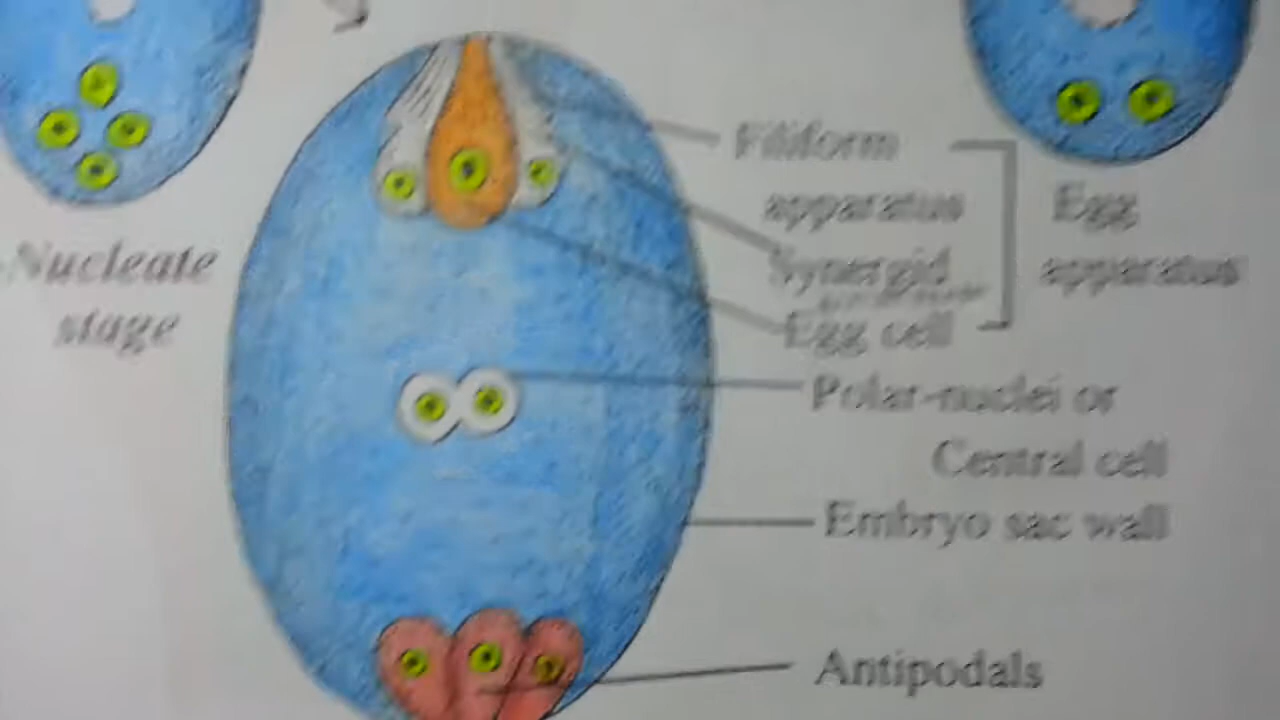 -Nucleate
stage
Filiform
apparatus
Synergid
Egg cell
Egg
apparatus
Polar-nuclei or
Central cell
Embryo sac wall
Antipodals